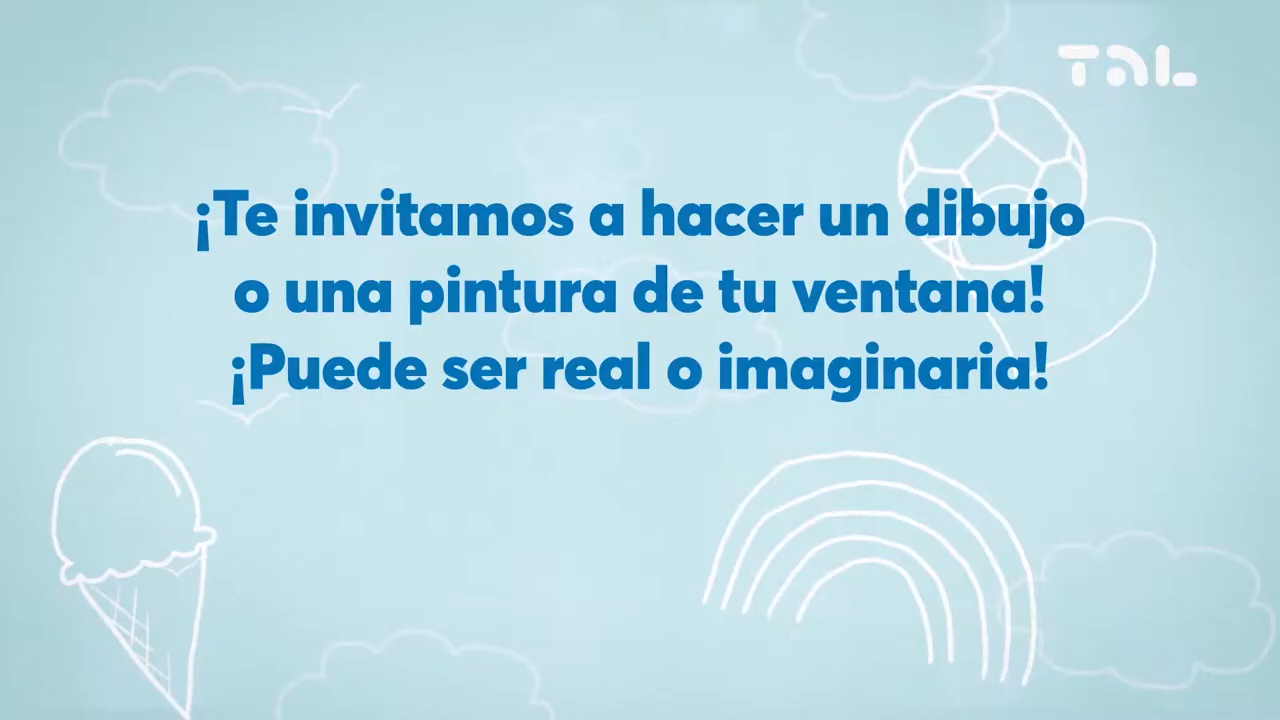 TAL
¡Te invitamos a hacer un dibujo
o una pintura de tu ventana!
¡Puede ser real o imaginaria!